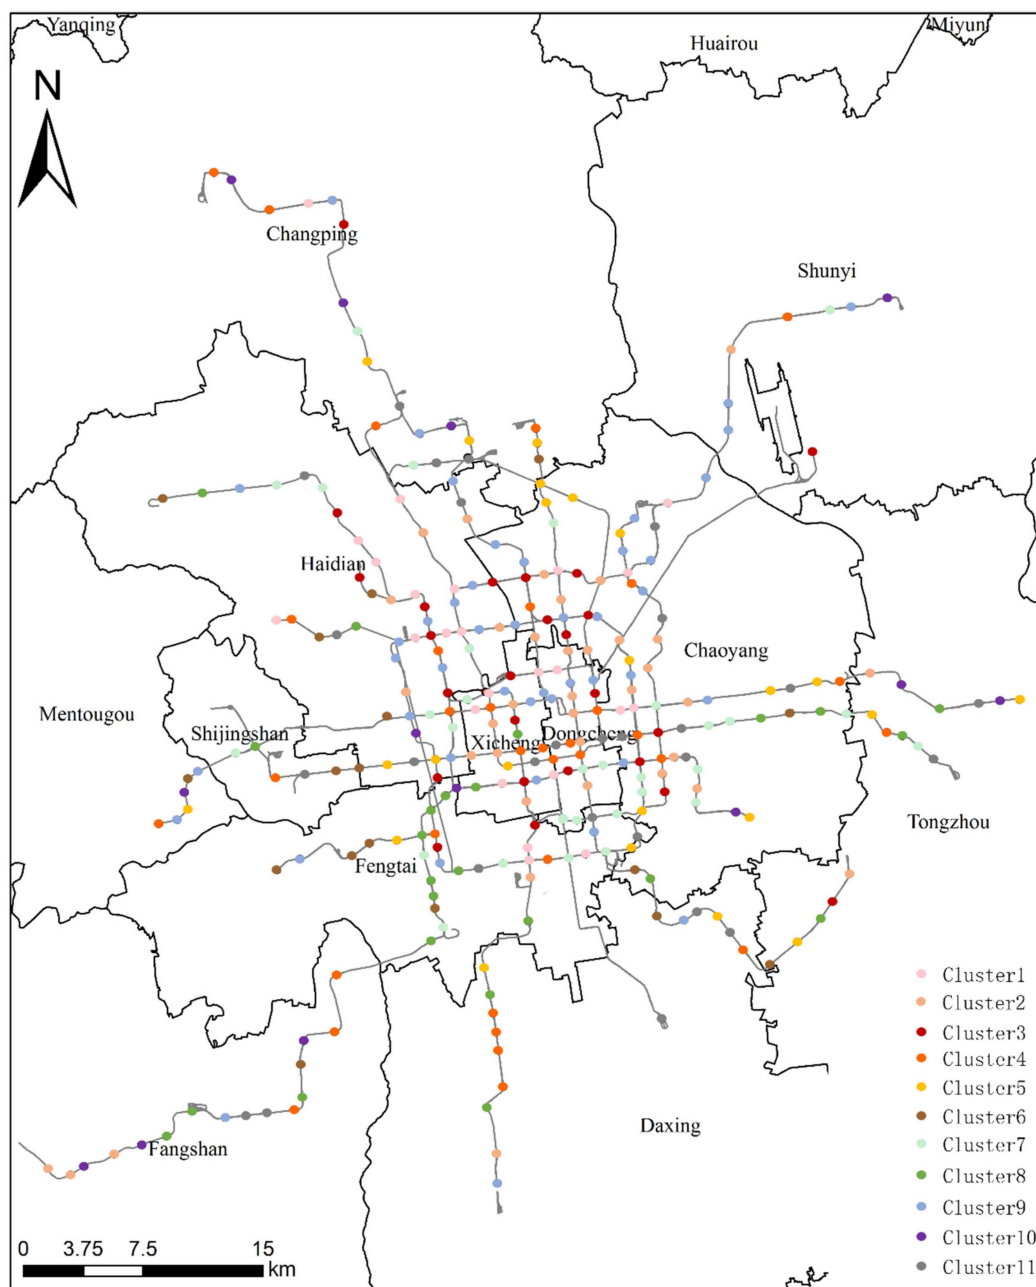 Yanqing
Miyun
Huairou
N
Changping
Shunyi
Haidian
Chaoyang
Mentougou
Shijingshan
Xicheng
Dongcheng
Tongzhou
Fengtai
Cluster1
Cluster2
Cluster3
Cluster4
Cluster5
Cluster6
Cluster7
Cluster8
Cluster9
Cluster10
Cluster11
Daxing
Fangshan
0 3.75 7.5 15
km